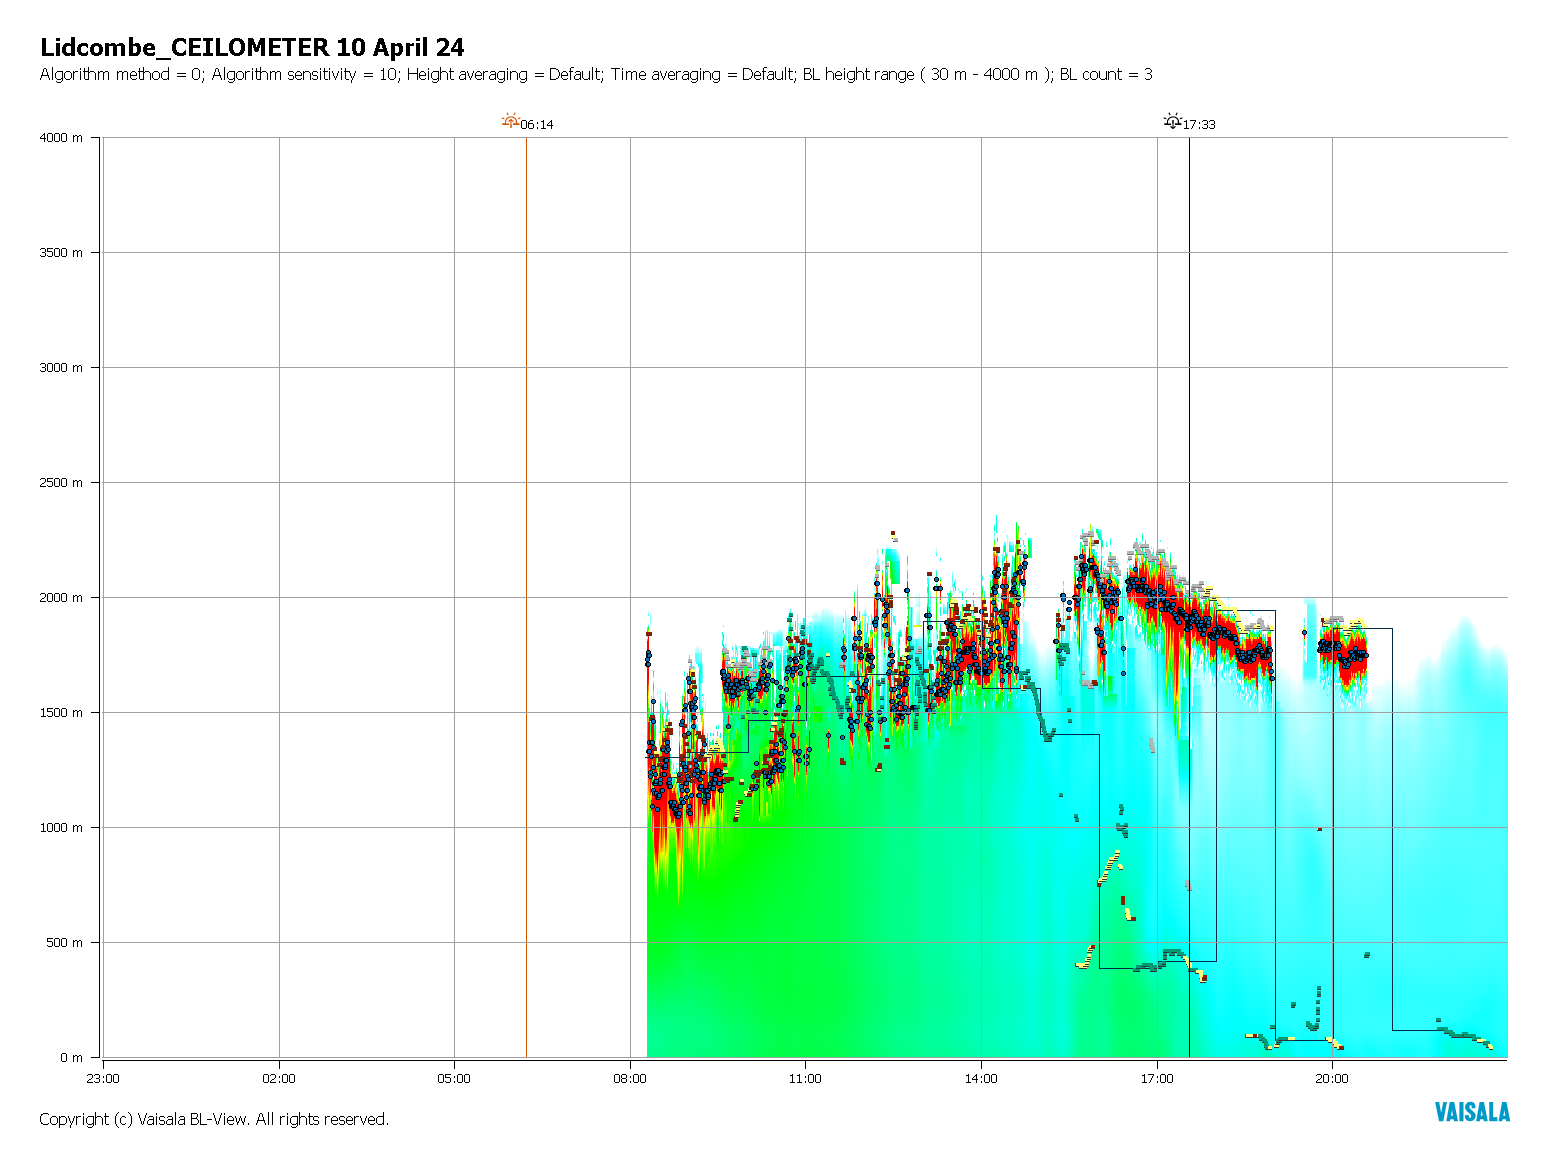 Lidcombe_CEILOMETER 10 April 24
Algorithm method = 0; Algorithm sensitivity = 10; Height averaging = Default; Time averaging = Default; BL height range ( 30 m - 4000 m ); BL count = 3
06:14
17:33
4000 m
3500 m
3000 m
2500 m
2000 m
1500 m
1000 m
500 m
0 m
23:00
02:00
05:00
08:00
11:00
14:00
17:00
20:00
Copyright (c) Vaisala BL-View. All rights reserved.
VAISALA